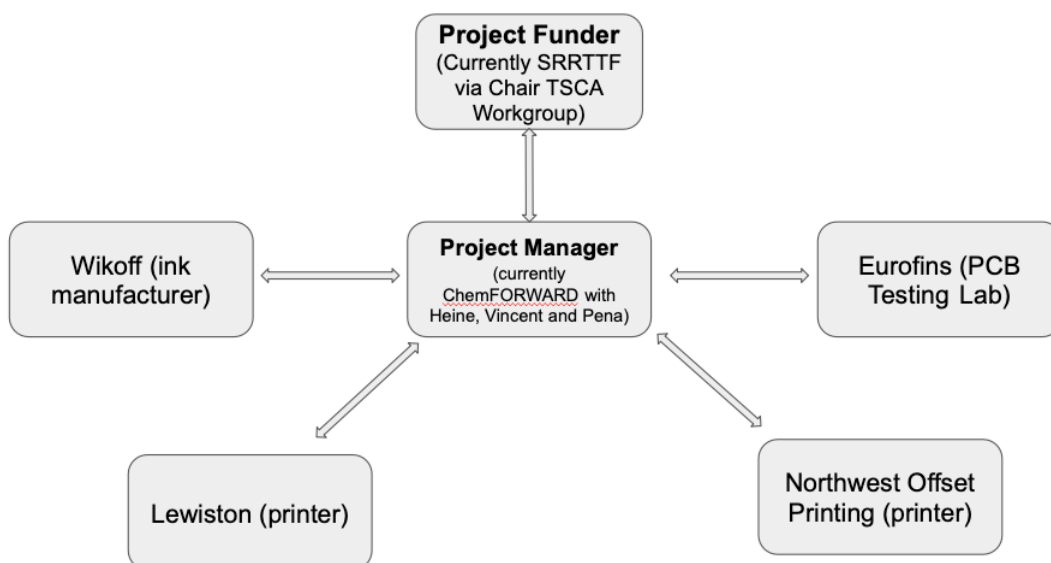 Project Funder
(Currently SRRTTF
via Chair TSCA
Workgroup)
Wikoff (ink
manufacturer)
Project Manager
(currently
ChemFORWARD with
Heine, Vincent and Pena)
Eurofins (PCB
Testing Lab)
Lewiston (printer)
Northwest Offset
Printing (printer)